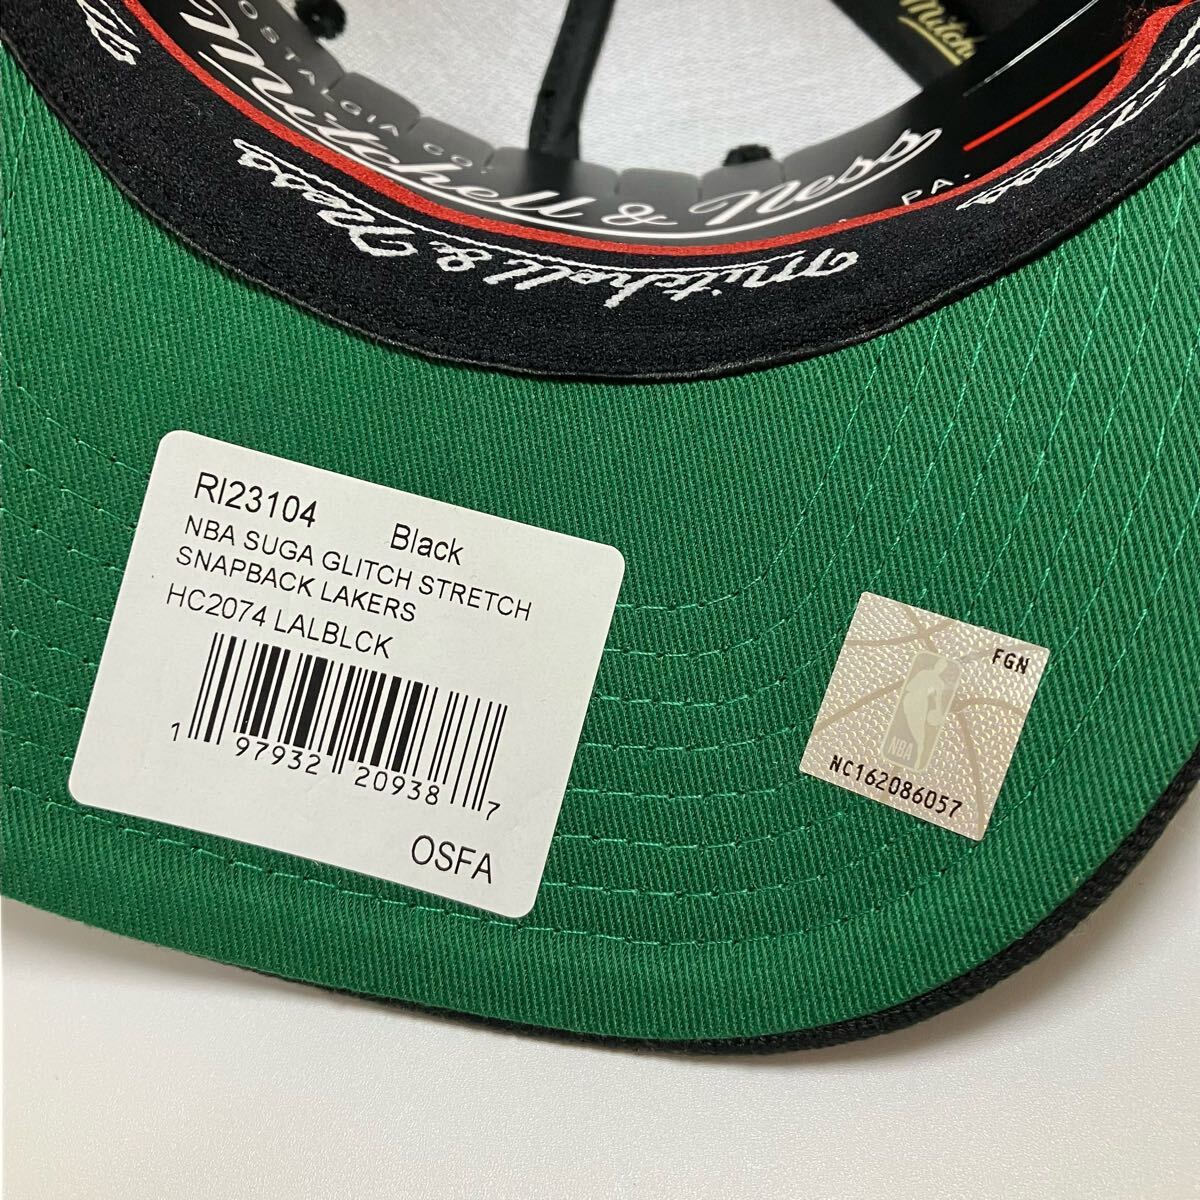 NOSTALGIA CO.
Mitchell & Ness
PA.
Mitch
Mitchell & Ness
RI23104 Black
NBA SUGA GLITCH STRETCH
SNAPBACK LAKERS
HC2074 LALBLCK
1 97932 20938 7
OSFA
FGN
NBA
NC162086057